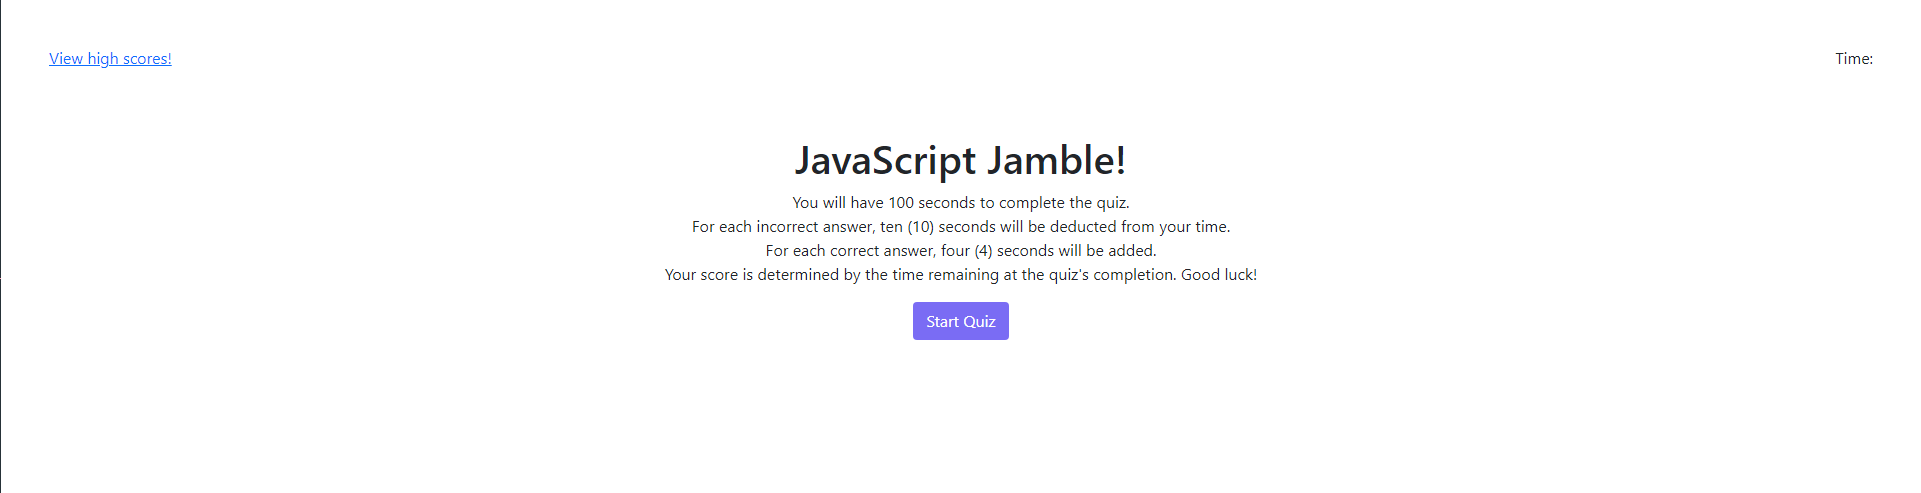 View high scores!
Time:
JavaScript Jamble!
You will have 100 seconds to complete the quiz.
For each incorrect answer, ten (10) seconds will be deducted from your time.
For each correct answer, four (4) seconds will be added.
Your score is determined by the time remaining at the quiz's completion. Good luck!
Start Quiz